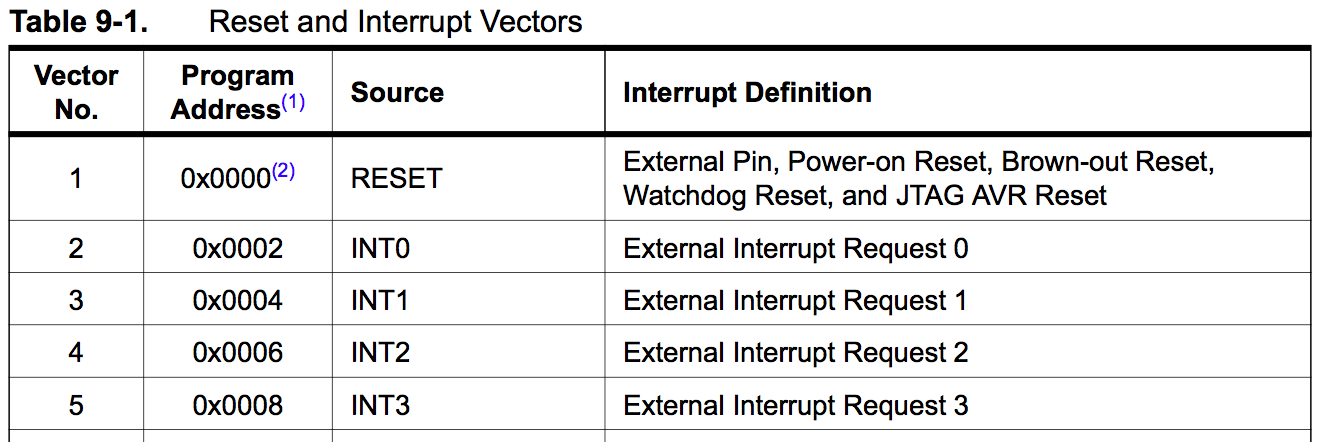 Table 9-1. Reset and Interrupt Vectors
Vector No. Program Address(1) Source Interrupt Definition
1 0x0000(2) RESET External Pin, Power-on Reset, Brown-out Reset,
Watchdog Reset, and JTAG AVR Reset
2 0x0002 INT0 External Interrupt Request 0
3 0x0004 INT1 External Interrupt Request 1
4 0x0006 INT2 External Interrupt Request 2
5 0x0008 INT3 External Interrupt Request 3